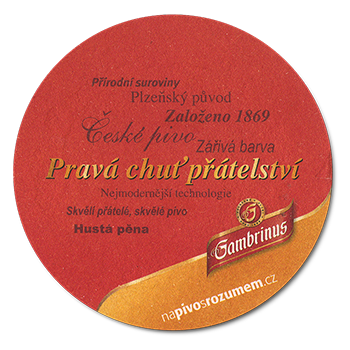 Přírodní suroviny
Plzeňský původ
Založeno 1869
České pivo
Zářivá barva
Pravá chuť přátelství
Nejmodernější technologie
Skvělí přátelé, skvělé pivo
Hustá pěna
Gambrinus
napivosrozumem.cz